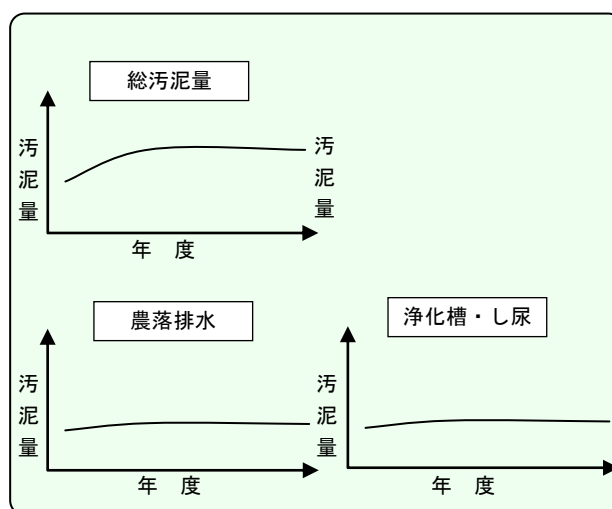 総汚泥量
汚泥量
年 度
汚泥量
農落排水
汚泥量
年 度
浄化槽・し尿
汚泥量
年 度